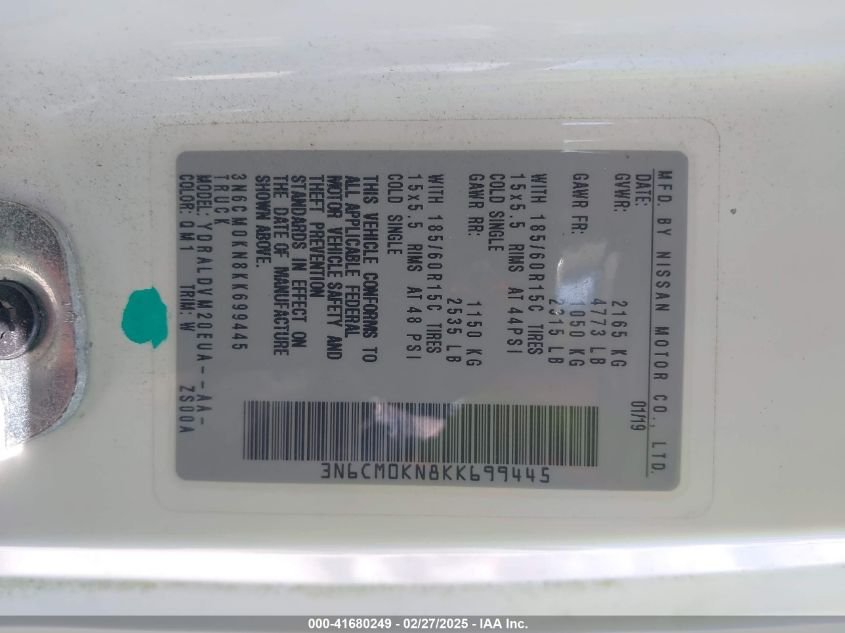 MFD. BY NISSAN MOTOR CO., LTD.
DATE: 01/19
GVWR: 2165 KG
4773 LB
GAWR FR: 1050 KG
2315 LB
WITH 185/60R15C TIRES
15x5.5 RIMS AT 44PSI
COLD SINGLE
GAWR RR: 1150 KG
2535 LB
WITH 185/60R15C TIRES
15x5.5 RIMS AT 48 PSI
COLD SINGLE
THIS VEHICLE CONFORMS TO
ALL APPLICABLE FEDERAL
MOTOR VEHICLE SAFETY AND
THEFT PREVENTION
STANDARDS IN EFFECT ON
THE DATE OF MANUFACTURE
SHOWN ABOVE.
3N6CM0KN8KK699445
TRUCK
MODEL: YDRALDYM20EUA--AA-
COLOR: QM1 TRIM: W ZS00A
3N6CM0KN8KK699445
000-41680249 - 02/27/2025 - IAA Inc.